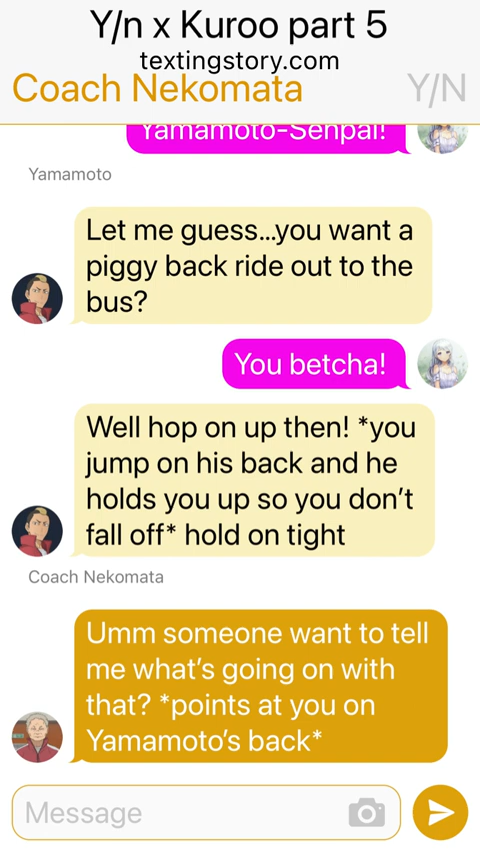 Y/n x Kuroo part 5
textingstory.com
Coach Nekomata
Y/N
Yamamoto-Senpai!
Yamamoto
Let me guess...you want a
piggy back ride out to the
bus?
You betcha!
Well hop on up then! *you
jump on his back and he
holds you up so you don't
fall off* hold on tight
Coach Nekomata
Umm someone want to tell
me what's going on with
that? *points at you on
Yamamoto's back*
Message